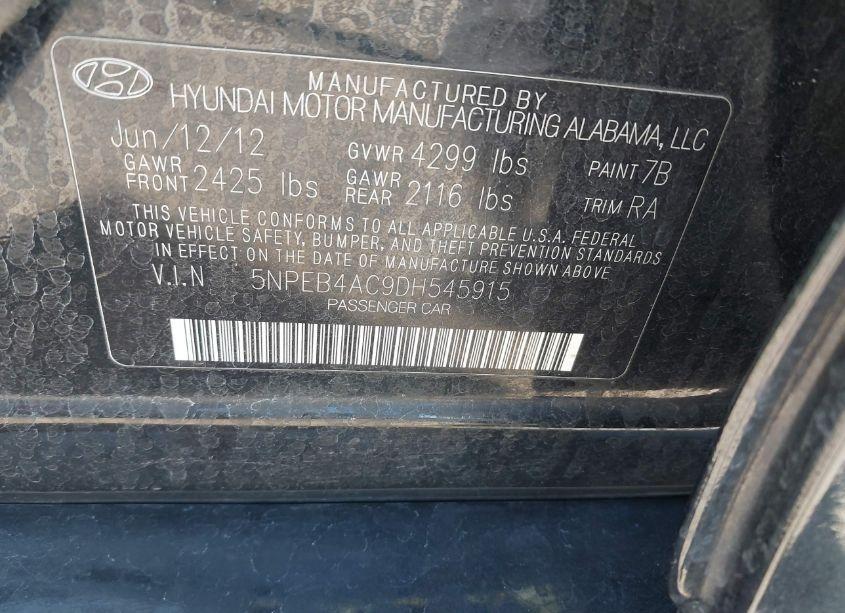 MANUFACTURED BY
HYUNDAI MOTOR MANUFACTURING ALABAMA, LLC
Jun/12/12 GVWR 4299 lbs PAINT 7B
GAWR FRONT 2425 lbs GAWR REAR 2116 lbs TRIM RA
THIS VEHICLE CONFORMS TO ALL APPLICABLE U.S.A. FEDERAL
MOTOR VEHICLE SAFETY, BUMPER, AND THEFT PREVENTION STANDARDS
IN EFFECT ON THE DATE OF MANUFACTURE SHOWN ABOVE
V.I.N 5NPEB4AC9DH545915
PASSENGER CAR